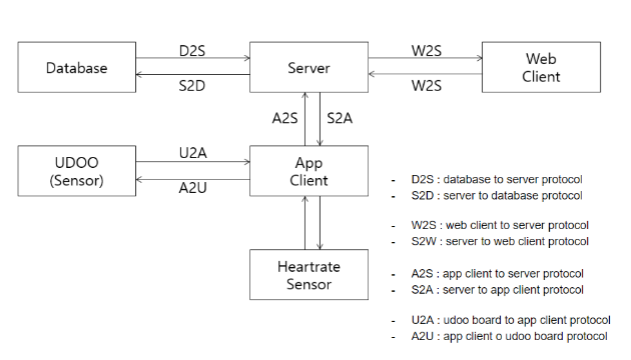 D2S
W2S
Database
Server
Web
Client
S2D
W2S
A2S
S2A
UDOO
(Sensor)
U2A
App
Client
A2U
- D2S : database to server protocol
- S2D : server to database protocol
- W2S : web client to server protocol
- S2W : server to web client protocol
Heartrate
Sensor
- A2S : app client to server protocol
- S2A : server to app client protocol
- U2A : udoo board to app client protocol
- A2U : app client o udoo board protocol